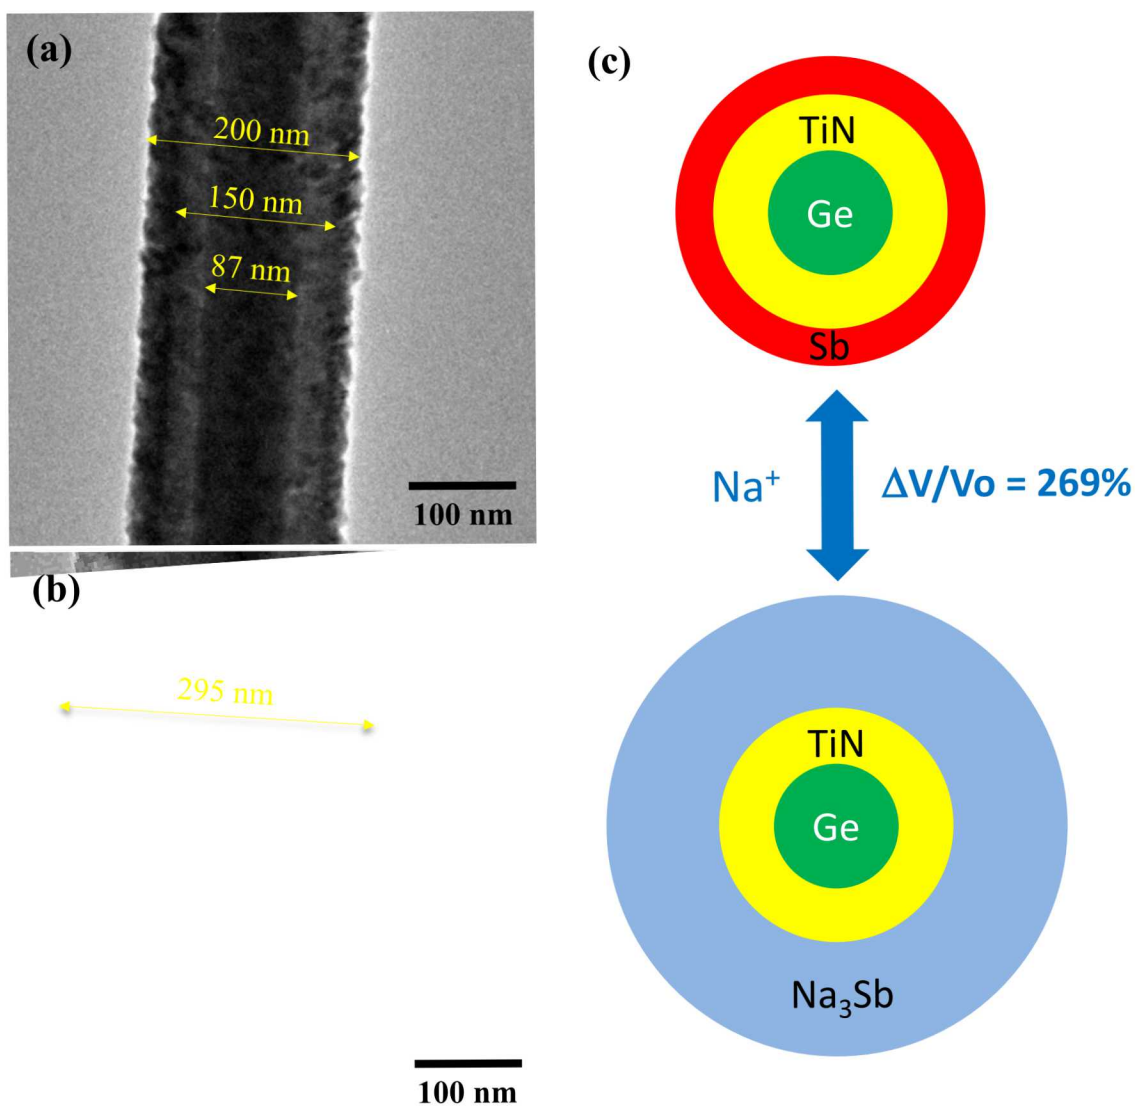 (a)
200 nm
150 nm
87 nm
100 nm
(b)
295 nm
100 nm
(c)
TiN
Ge
Sb
Na⁺
ΔV/Vo = 269%
TiN
Ge
Na₃Sb